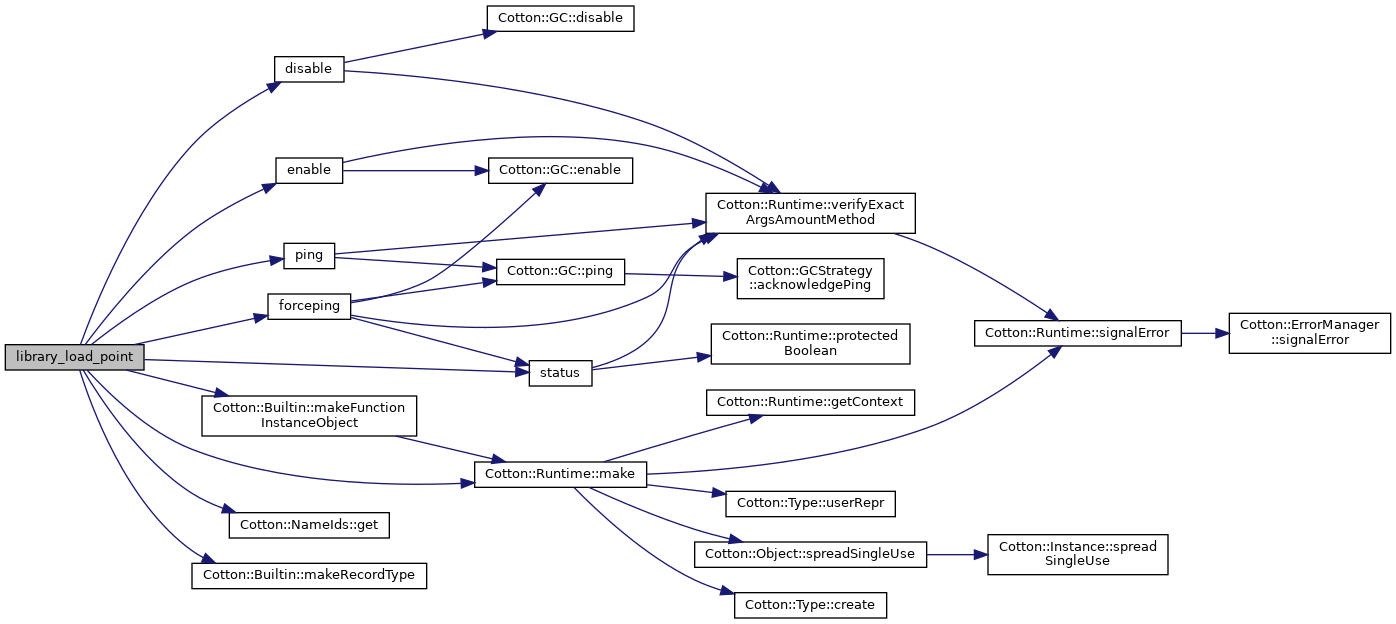 Cotton::GC::disable
disable
enable
Cotton::GC::enable
Cotton::Runtime::verifyExact
ArgsAmountMethod
ping
Cotton::GC::ping
Cotton::GCStrategy
::acknowledgePing
forceping
Cotton::Runtime::signalError
Cotton::ErrorManager
::signalError
Cotton::Runtime::protected
Boolean
library_load_point
status
Cotton::Builtin::makeFunction
InstanceObject
Cotton::Runtime::getContext
Cotton::Runtime::make
Cotton::Type::userRepr
Cotton::NameIds::get
Cotton::Object::spreadSingleUse
Cotton::Instance::spread
SingleUse
Cotton::Builtin::makeRecordType
Cotton::Type::create